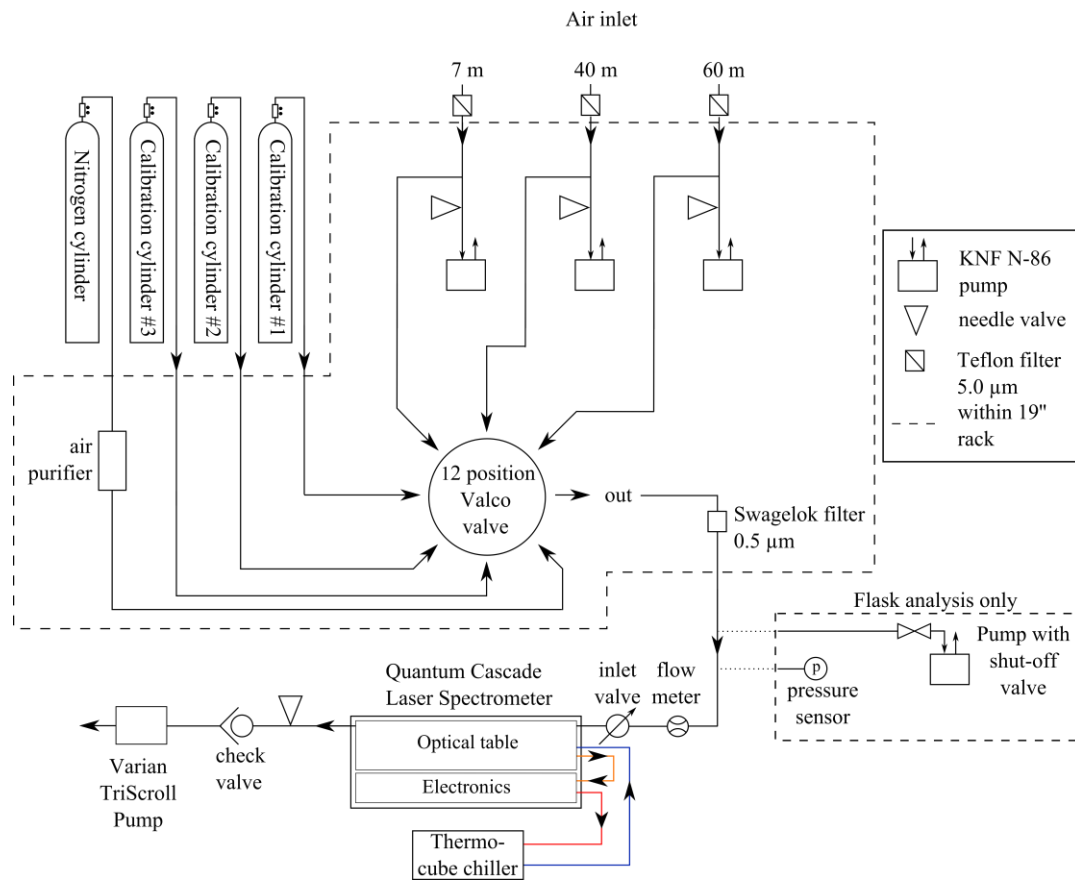 Air inlet
7 m
40 m
60 m
Nitrogen cylinder
Calibration cylinder #3
Calibration cylinder #2
Calibration cylinder #1
KNF N-86
pump
needle valve
Teflon filter
5.0 µm
within 19"
rack
air
purifier
12 position
Valco
valve
out
Swagelok filter
0.5 µm
Flask analysis only
Pump with
shut-off
valve
p
pressure
sensor
Quantum Cascade
Laser Spectrometer
inlet
valve
flow
meter
Optical table
Electronics
check
valve
Varian
TriScroll
Pump
Thermo-
cube chiller